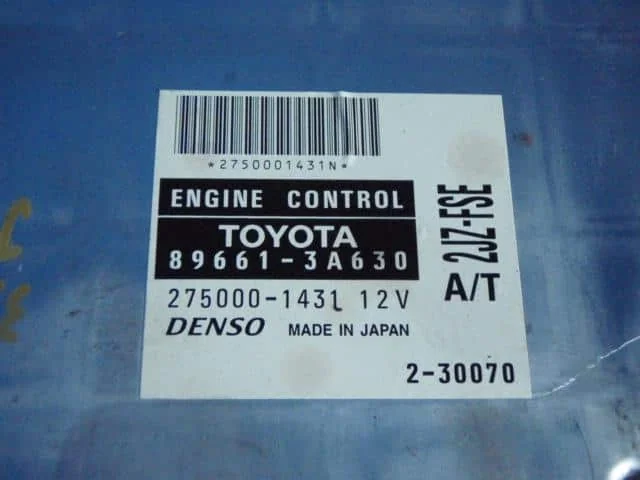 *2750001431N*
ENGINE CONTROL
TOYOTA
89661-3A630
275000-1431 12V
DENSO MADE IN JAPAN
2JZ-FSE
A/T
2-30070